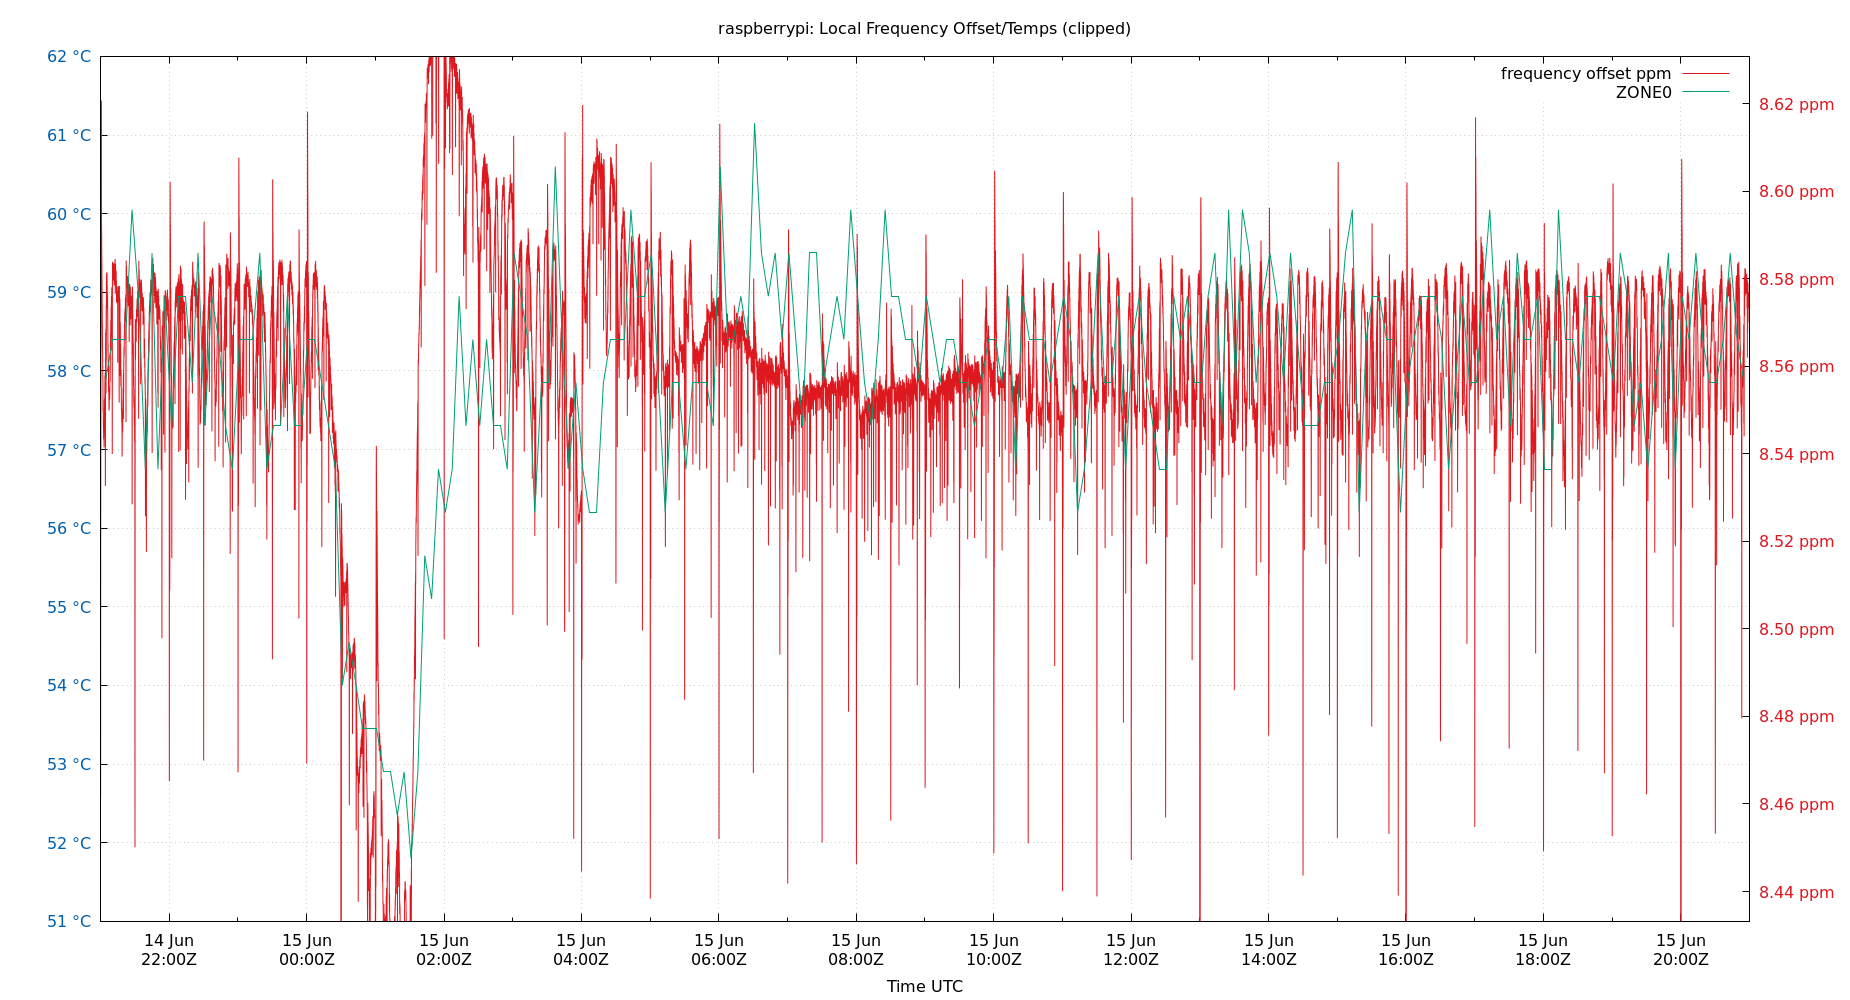 raspberrypi: Local Frequency Offset/Temps (clipped)
frequency offset ppm
ZONE0
62 °C
61 °C
60 °C
59 °C
58 °C
57 °C
56 °C
55 °C
54 °C
53 °C
52 °C
51 °C
8.62 ppm
8.60 ppm
8.58 ppm
8.56 ppm
8.54 ppm
8.52 ppm
8.50 ppm
8.48 ppm
8.46 ppm
8.44 ppm
14 Jun
22:00Z
15 Jun
00:00Z
15 Jun
02:00Z
15 Jun
04:00Z
15 Jun
06:00Z
15 Jun
08:00Z
15 Jun
10:00Z
15 Jun
12:00Z
15 Jun
14:00Z
15 Jun
16:00Z
15 Jun
18:00Z
15 Jun
20:00Z
Time UTC